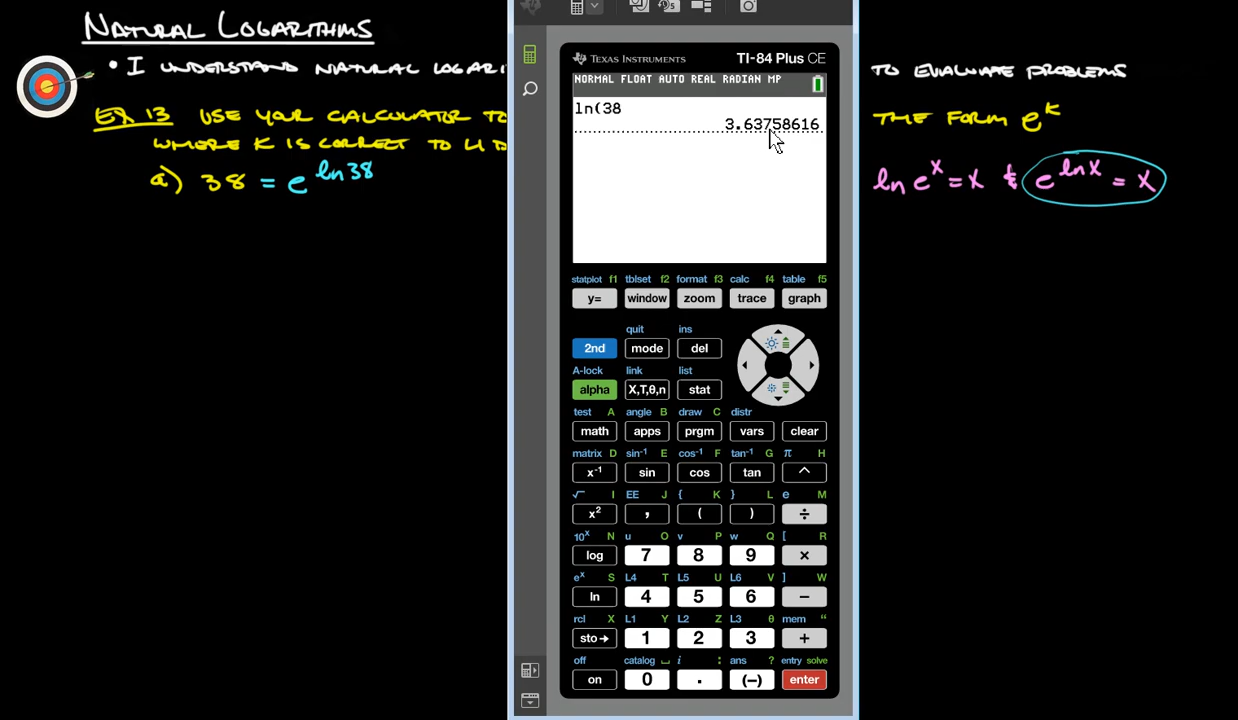 NATURAL LOGARITHMS
• I UNDERSTAND NATURAL LOGARI TO EVALUATE PROBLEMS
EX 13 USE YOUR CALCULATOR TO THE FORM e^k
WHERE K IS CORRECT TO 4 D
a) 38 = e^ln38
ln e^x = x & e^lnx = x
TEXAS INSTRUMENTS TI-84 Plus CE
NORMAL FLOAT AUTO REAL RADIAN MP
ln(38
3.63758616
statplot f1 tblset f2 format f3 calc f4 table f5
y= window zoom trace graph
quit ins
2nd mode del
A-lock link list
alpha X,T,θ,n stat
test A angle B draw C distr
math apps prgm vars clear
matrix D sin⁻¹ E cos⁻¹ F tan⁻¹ G π H
x⁻¹ sin cos tan ^
√ I EE J { K } L e M
x² , ( ) ÷
10ˣ N u O v P w Q [ R
log 7 8 9 ×
eˣ S L4 T L5 U L6 V ] W
ln 4 5 6 −
rcl X L1 Y L2 Z L3 θ mem “
sto→ 1 2 3 +
off catalog ⎵ i : ans ? entry solve
on 0 . (−) enter